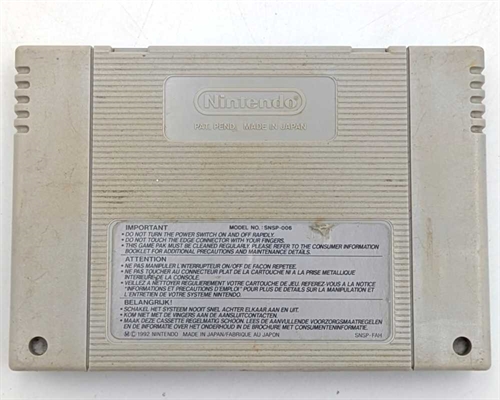 Nintendo
PAT. PEND. MADE IN JAPAN
IMPORTANT MODEL NO. : SNSP-006
• DO NOT TURN THE POWER SWITCH ON AND OFF RAPIDLY.
• DO NOT TOUCH THE EDGE CONNECTOR WITH YOUR FINGERS.
• THIS GAME PAK MUST BE CLEANED REGULARLY. PLEASE REFER TO THE CONSUMER INFORMATION
BOOKLET FOR ADDITIONAL PRECAUTIONS AND MAINTENANCE DETAILS.
ATTENTION
• NE PAS MANIPULER L'INTERRUPTEUR ON/OFF DE FAÇON REPETEE.
• NE PAS TOUCHER AU CONNECTEUR PLAT DE LA CARTOUCHE NI A LA PRISE METALLIQUE
INTERIEURE DE LA CONSOLE.
• VEILLEZ A NETTOYER REGULIEREMENT VOTRE CARTOUCHE DE JEU. REFEREZ-VOUS A LA NOTICE
"INFORMATIONS ET PRECAUTIONS D'EMPLOI" POUR PLUS DE DETAILS SUR LA MANIPULATION ET
L'ENTRETIEN DE VOTRE SYSTEME NINTENDO.
BELANGRIJK!
• SCHAKEL HET SYSTEEM NOOIT SNEL ACHTER ELKAAR AAN EN UIT.
• KOM NIET MET DE VINGERS AAN DE AANSLUITCONTACTEN.
• MAAK DEZE CASSETTE REGELMATIG SCHOON. LEES DE AANVULLENDE VOORZORGSMAATREGELEN
EN DE INFORMATIE OVER HET ONDERHOUD IN DE BROCHURE MET CONSUMENTENINFORMATIE.
Ⓜ © 1992 NINTENDO MADE IN JAPAN/FABRIQUE AU JAPON. SNSP-FAH